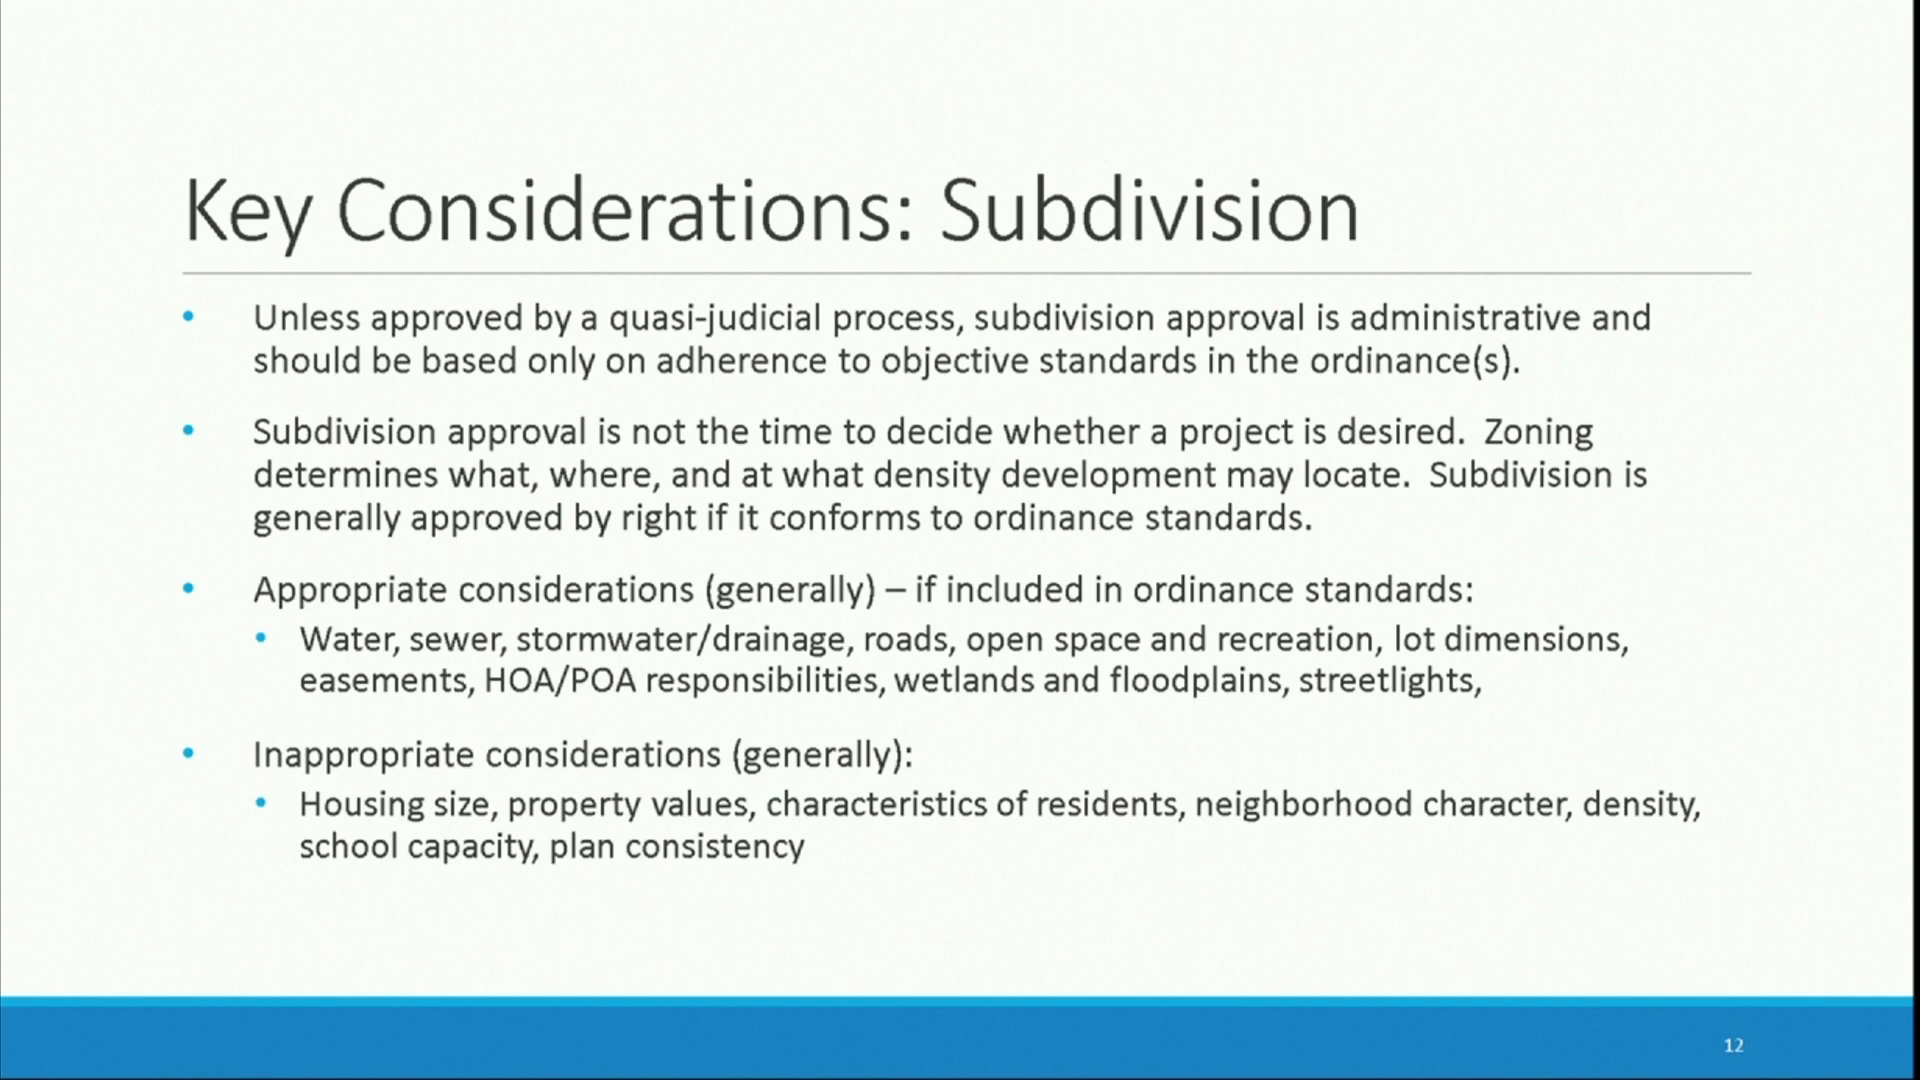 Key Considerations: Subdivision
• Unless approved by a quasi-judicial process, subdivision approval is administrative and
should be based only on adherence to objective standards in the ordinance(s).
• Subdivision approval is not the time to decide whether a project is desired.  Zoning
determines what, where, and at what density development may locate.  Subdivision is
generally approved by right if it conforms to ordinance standards.
• Appropriate considerations (generally) – if included in ordinance standards:
• Water, sewer, stormwater/drainage, roads, open space and recreation, lot dimensions,
easements, HOA/POA responsibilities, wetlands and floodplains, streetlights,
• Inappropriate considerations (generally):
• Housing size, property values, characteristics of residents, neighborhood character, density,
school capacity, plan consistency
12